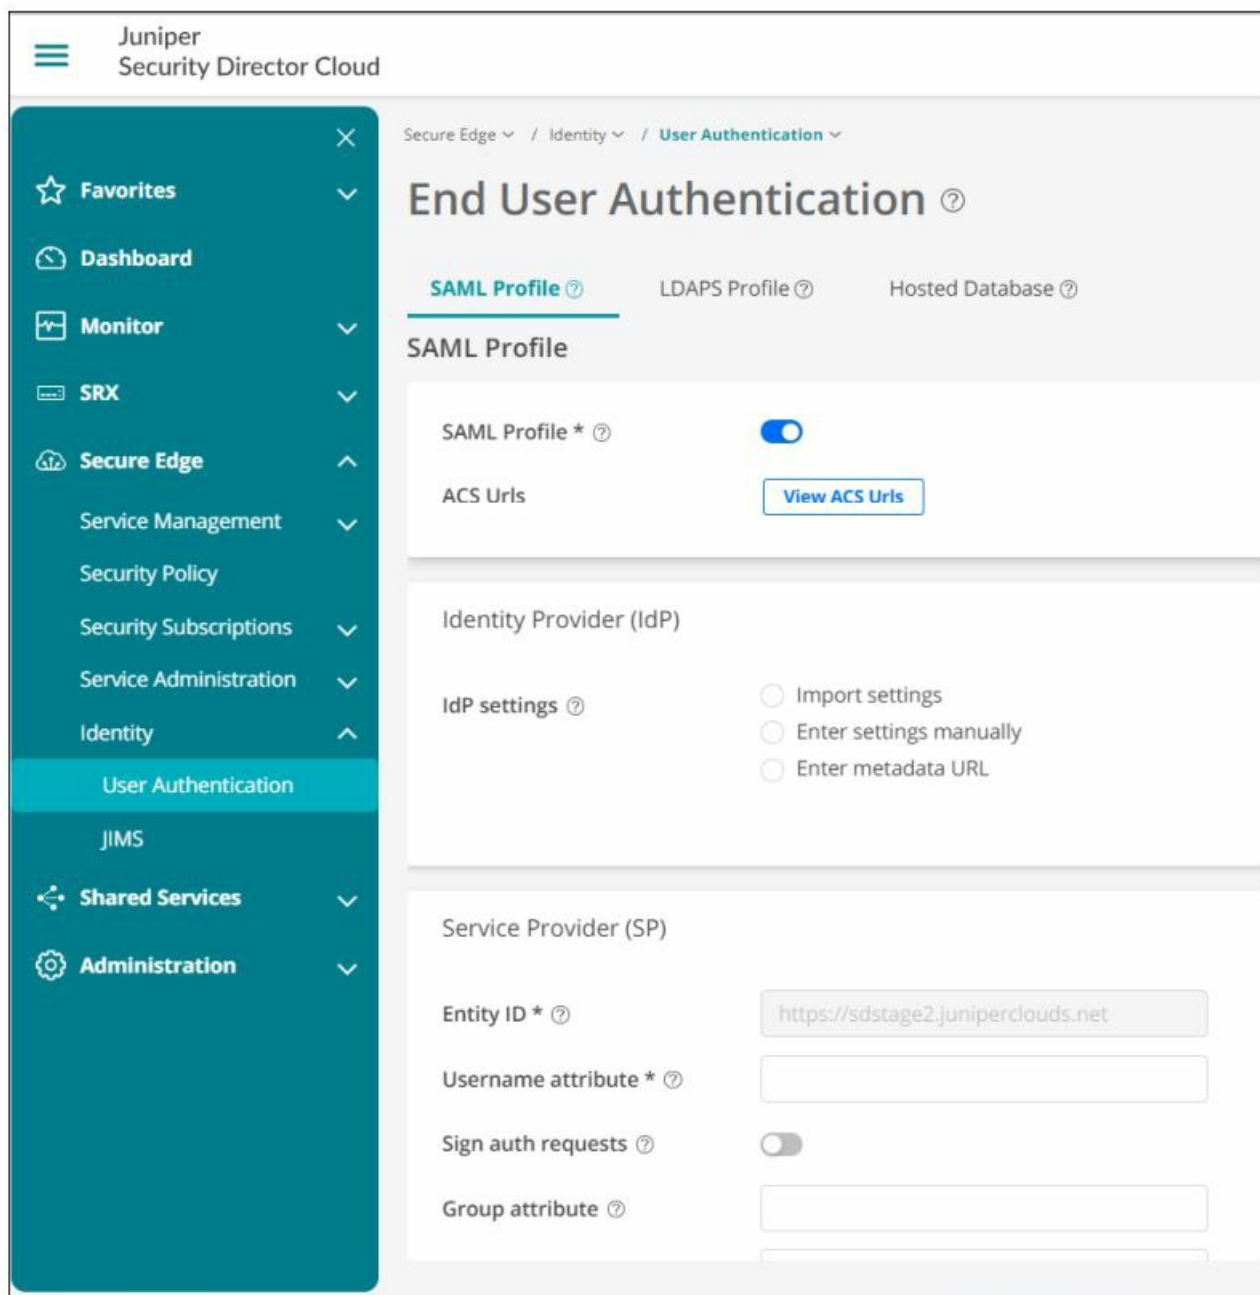 Juniper
Security Director Cloud
Favorites
Dashboard
Monitor
SRX
Secure Edge
Service Management
Security Policy
Security Subscriptions
Service Administration
Identity
User Authentication
JIMS
Shared Services
Administration
Secure Edge / Identity / User Authentication
End User Authentication
SAML Profile LDAPS Profile Hosted Database
SAML Profile
SAML Profile *
ACS Urls View ACS Urls
Identity Provider (IdP)
IdP settings
Import settings
Enter settings manually
Enter metadata URL
Service Provider (SP)
Entity ID * https://sdstage2.juniperclouds.net
Username attribute *
Sign auth requests
Group attribute